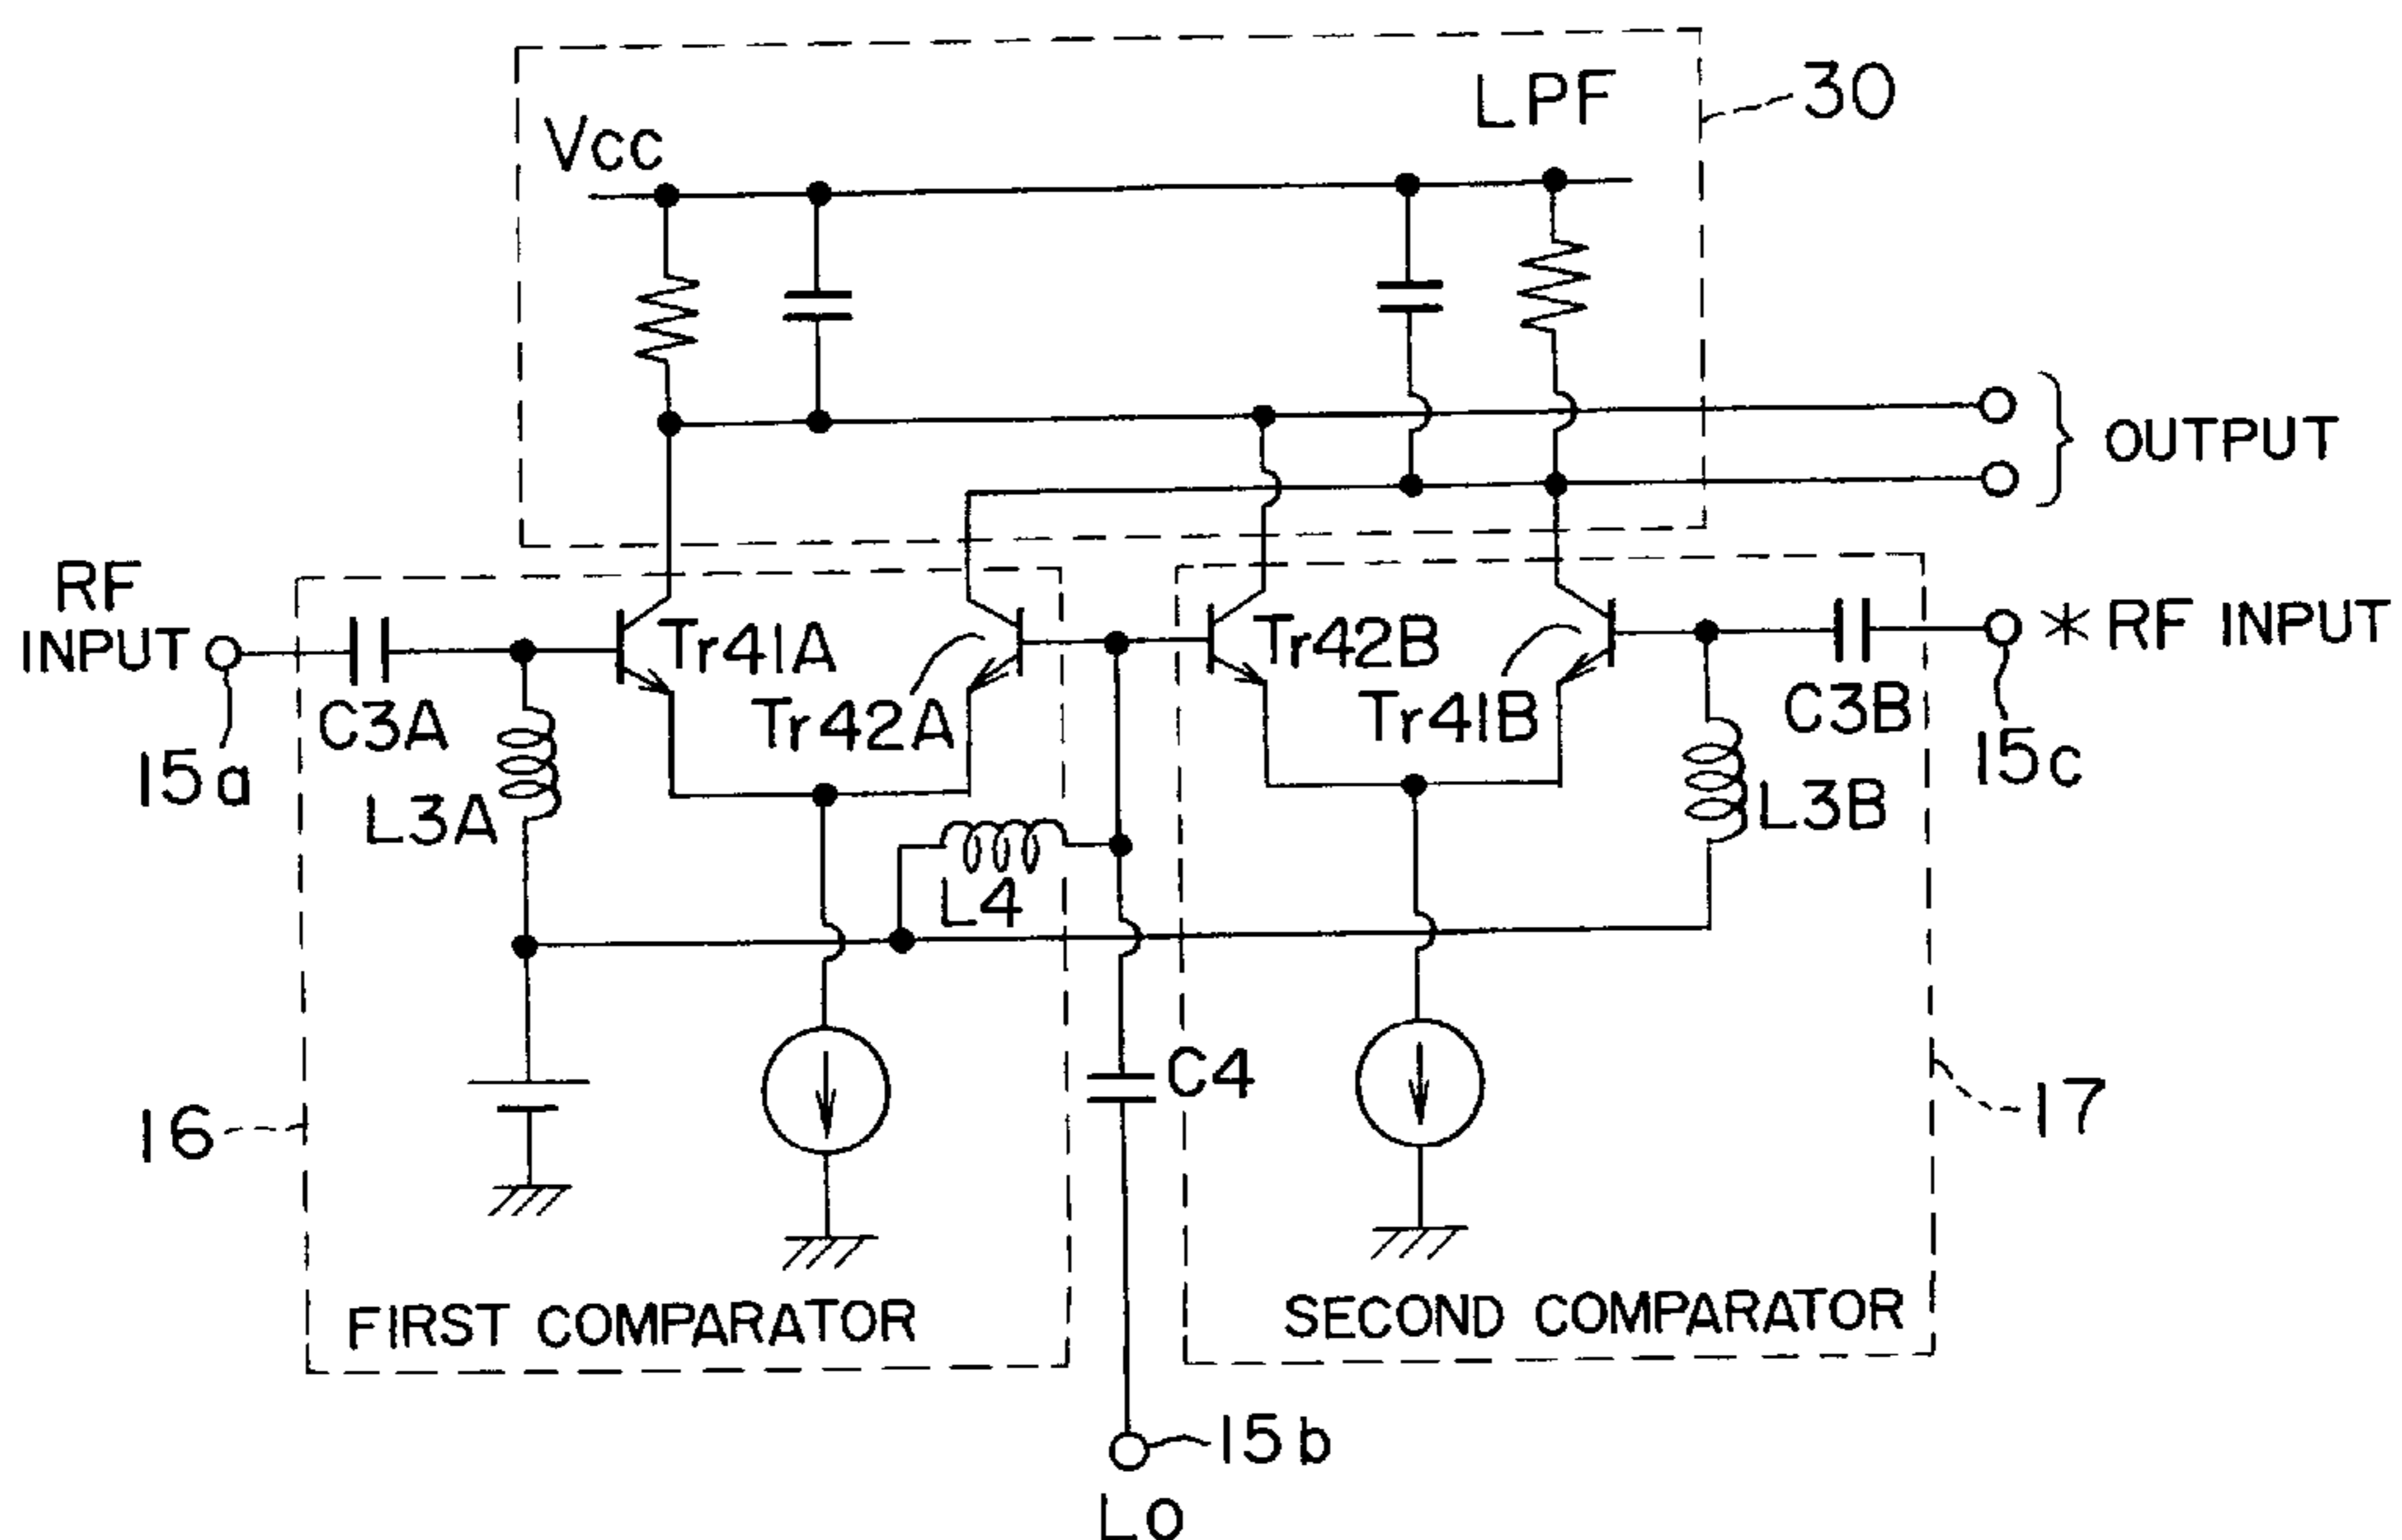 LPF
30
Vcc
OUTPUT
RF
INPUT
Tr41A
Tr42A
Tr42B
Tr41B
* RF INPUT
C3A
C3B
15a
15c
L3A
L3B
L4
C4
16
17
FIRST COMPARATOR
SECOND COMPARATOR
15b
Lo